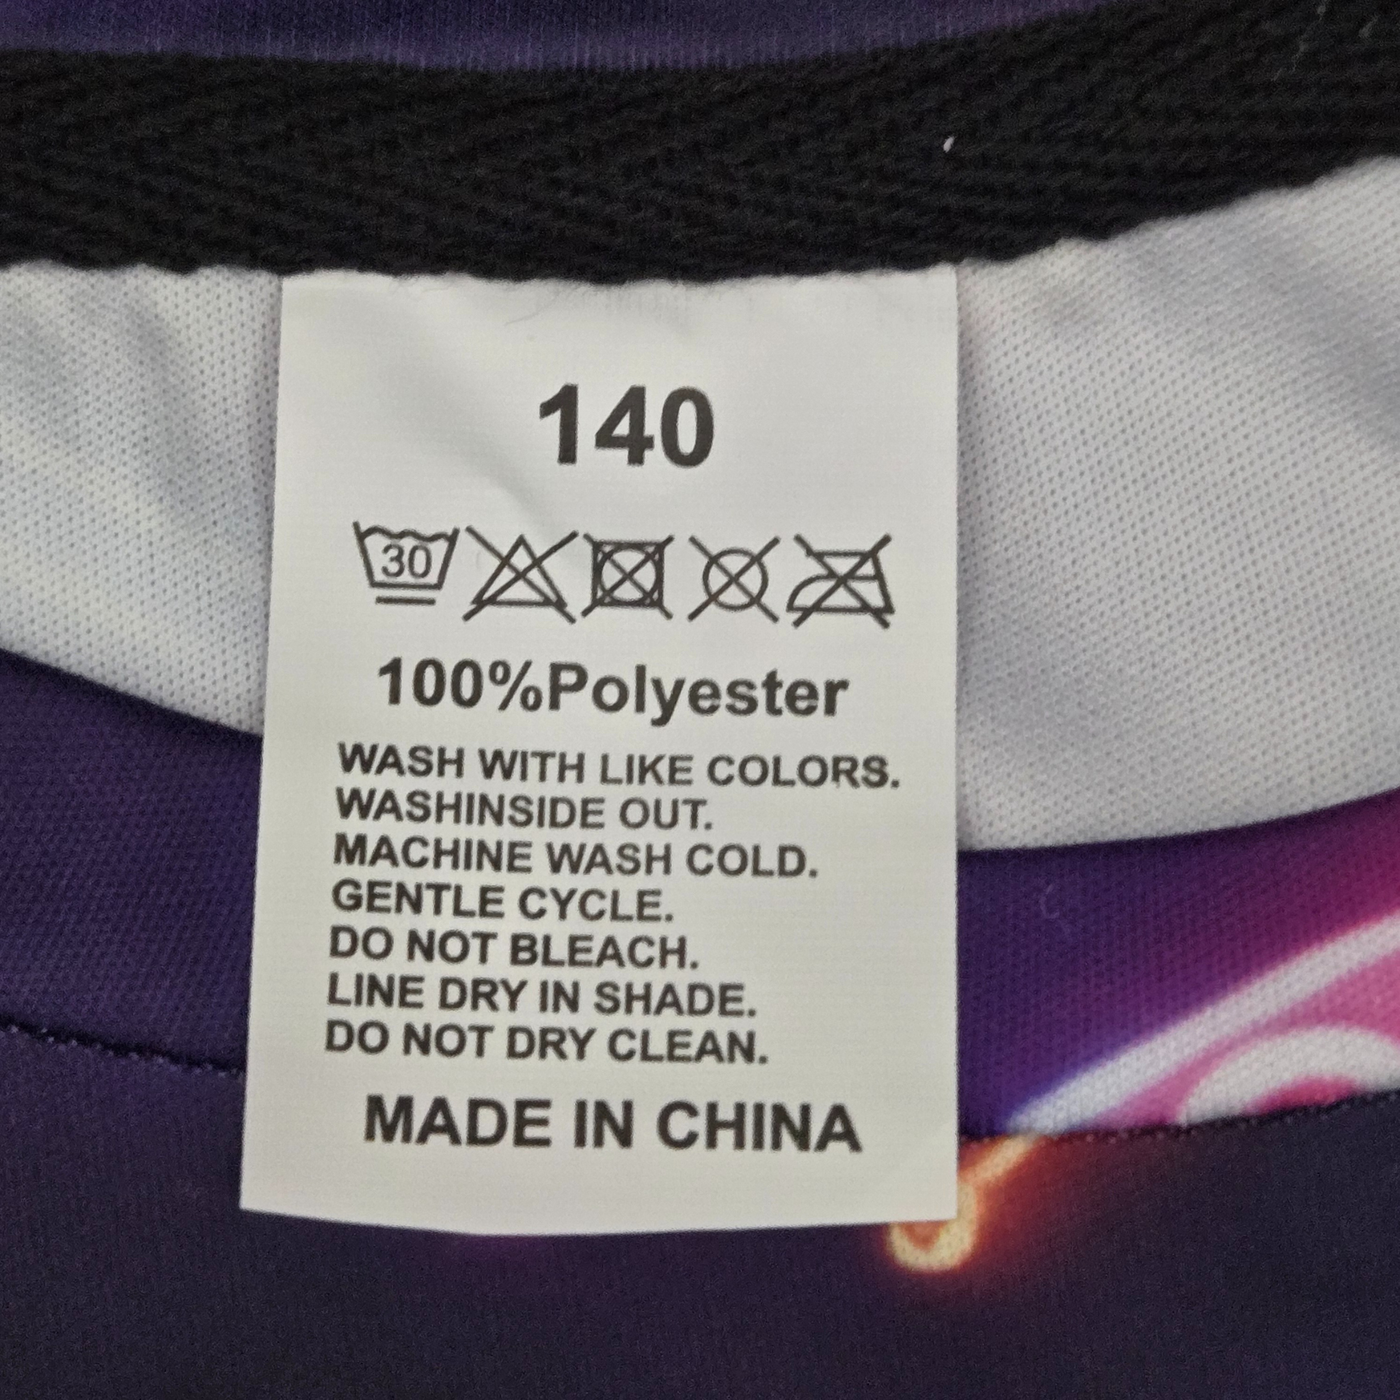 140
30
100%Polyester
WASH WITH LIKE COLORS.
WASHINSIDE OUT.
MACHINE WASH COLD.
GENTLE CYCLE.
DO NOT BLEACH.
LINE DRY IN SHADE.
DO NOT DRY CLEAN.
MADE IN CHINA